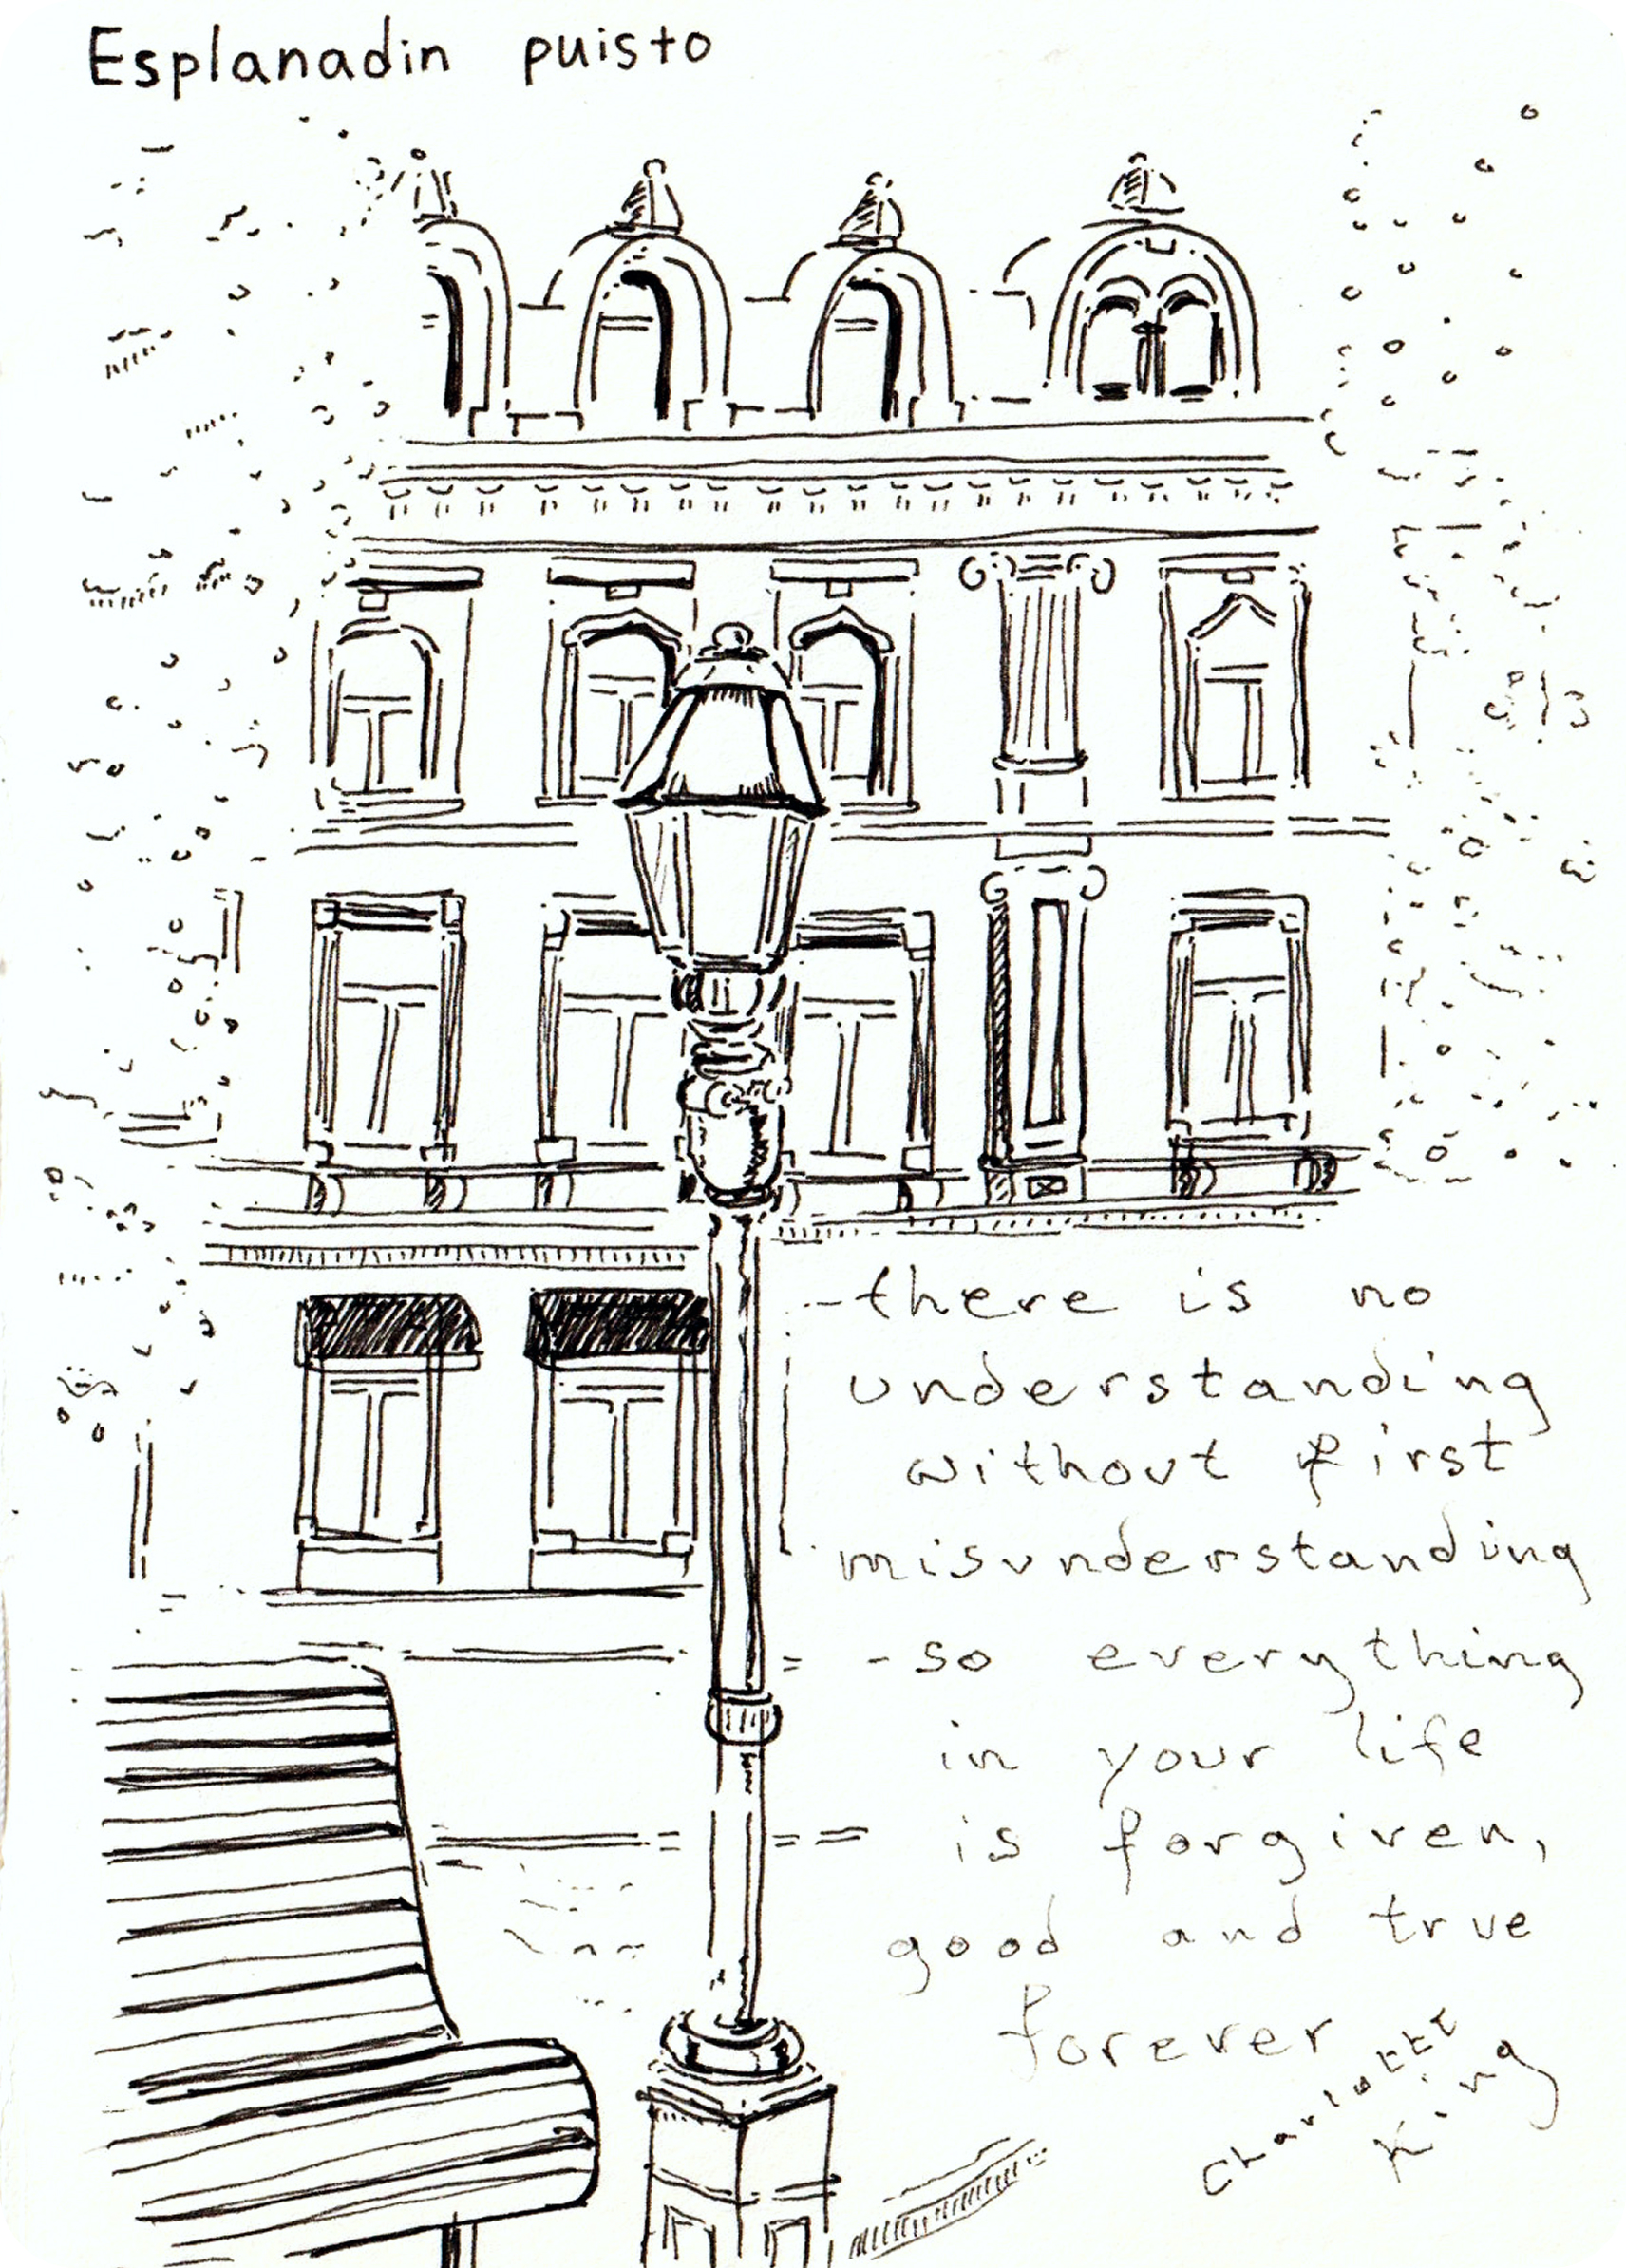 Esplanadin puisto
-there is no
understanding
without first
misunderstanding
-so everything
in your life
is forgiven,
good and true
forever
Charlottt
King